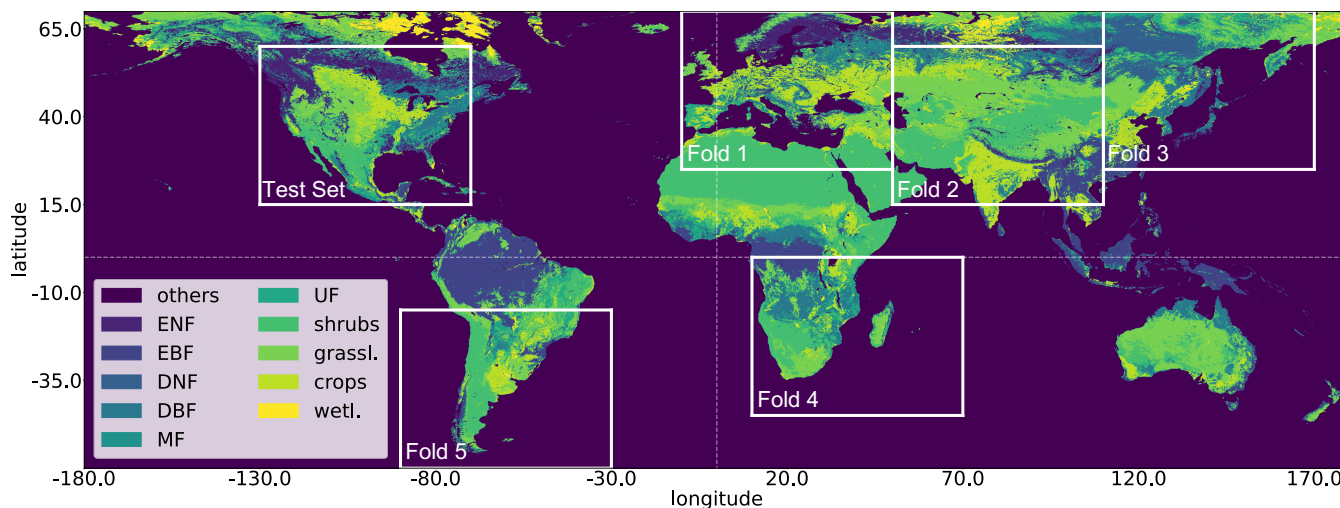 65.0
40.0
15.0
-10.0
-35.0
latitude
Fold 1
Fold 3
Test Set
Fold 2
Fold 4
Fold 5
others
ENF
EBF
DNF
DBF
MF
UF
shrubs
grassl.
crops
wetl.
-180.0 -130.0 -80.0 -30.0 20.0 70.0 120.0 170.0
longitude